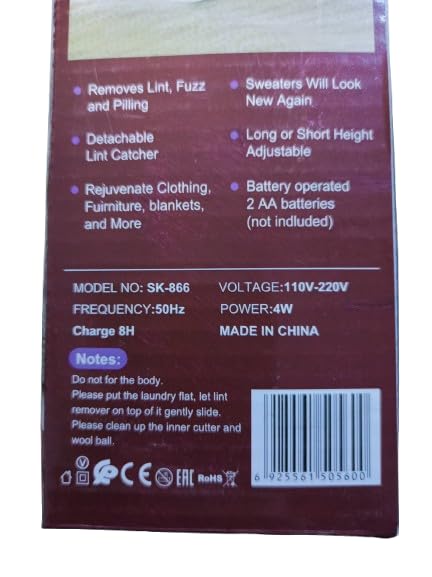 Removes Lint, Fuzz
and Pilling
Detachable
Lint Catcher
Rejuvenate Clothing,
Fuirniture, blankets,
and More
Sweaters Will Look
New Again
Long or Short Height
Adjustable
Battery operated
2 AA batteries
(not indluded)
MODEL NO: SK-866
VOLTAGE:110V-220V
FREQUENCY:50Hz
POWER:4W
Charge 8H
MADE IN CHINA
Notes:
Do not for the body.
Please put the laundry flat, let lint
remover on top of it gently slide.
Please clean up the inner cutter and
wool ball.
V
CE
EAC
RoHS
6 925561 505600